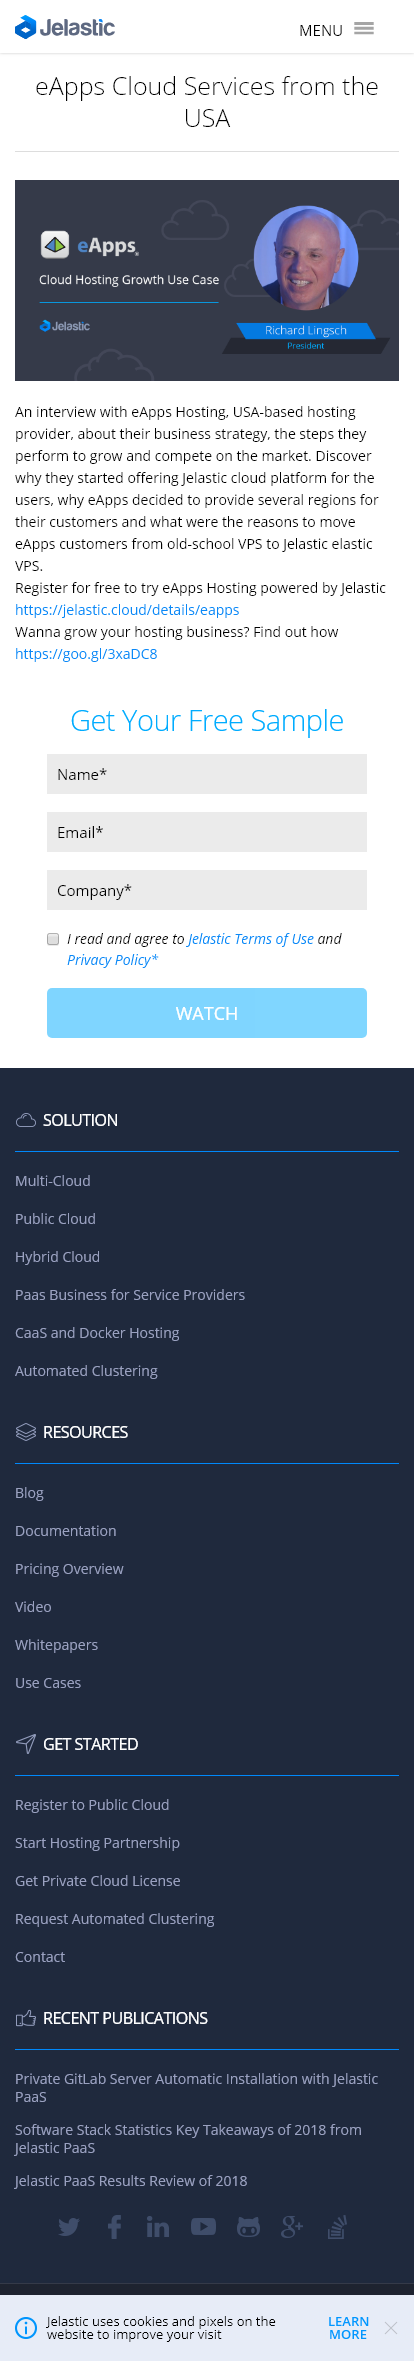 Jelastic
MENU
eApps Cloud Services from the
USA
eApps
Cloud Hosting Growth Use Case
Jelastic
Richard Lingsch
President
An interview with eApps Hosting, USA-based hosting
provider, about their business strategy, the steps they
perform to grow and compete on the market. Discover
why they started offering Jelastic cloud platform for the
users, why eApps decided to provide several regions for
their customers and what were the reasons to move
eApps customers from old-school VPS to Jelastic elastic
VPS.
Register for free to try eApps Hosting powered by Jelastic
https://jelastic.cloud/details/eapps
Wanna grow your hosting business? Find out how
https://goo.gl/3xaDC8
Get Your Free Sample
Name*
Email*
Company*
I read and agree to Jelastic Terms of Use and
Privacy Policy*
WATCH
SOLUTION
Multi-Cloud
Public Cloud
Hybrid Cloud
Paas Business for Service Providers
CaaS and Docker Hosting
Automated Clustering
RESOURCES
Blog
Documentation
Pricing Overview
Video
Whitepapers
Use Cases
GET STARTED
Register to Public Cloud
Start Hosting Partnership
Get Private Cloud License
Request Automated Clustering
Contact
RECENT PUBLICATIONS
Private GitLab Server Automatic Installation with Jelastic
PaaS
Software Stack Statistics Key Takeaways of 2018 from
Jelastic PaaS
Jelastic PaaS Results Review of 2018
Jelastic uses cookies and pixels on the
website to improve your visit
LEARN
MORE